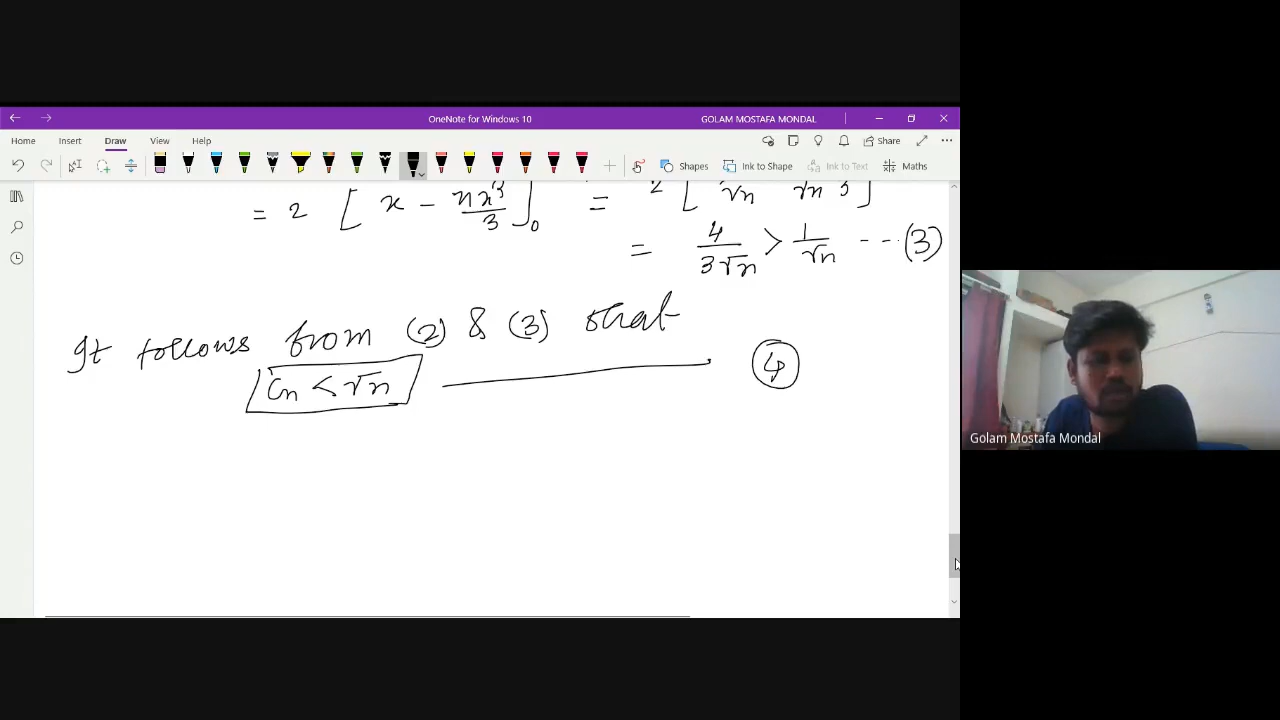 OneNote for Windows 10
GOLAM MOSTAFA MONDAL
Home Insert Draw View Help
Share
Shapes Ink to Shape Ink to Text Maths
= 2 [ x - nx³/3 ]₀ = 2 [ √n √n 3 ]
= 4/3√n > 1/√n --- (3)
It follows from (2) & (3) that
Cn < √n 4
Golam Mostafa Mondal